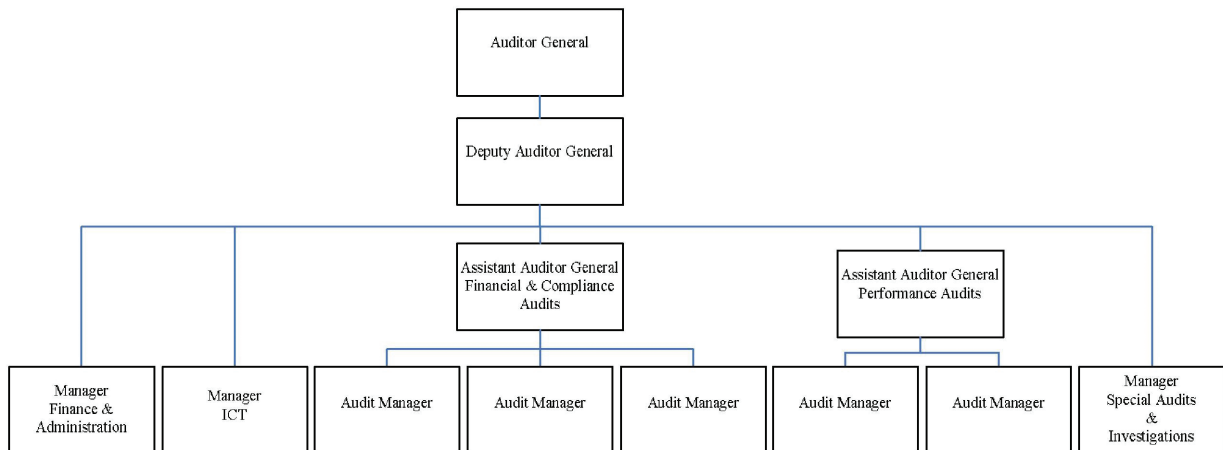 Auditor General
Deputy Auditor General
Assistant Auditor General
Financial & Compliance
Audits
Assistant Auditor General
Performance Audits
Manager
Finance &
Administration
Manager
ICT
Audit Manager
Audit Manager
Audit Manager
Audit Manager
Audit Manager
Manager
Special Audits
&
Investigations